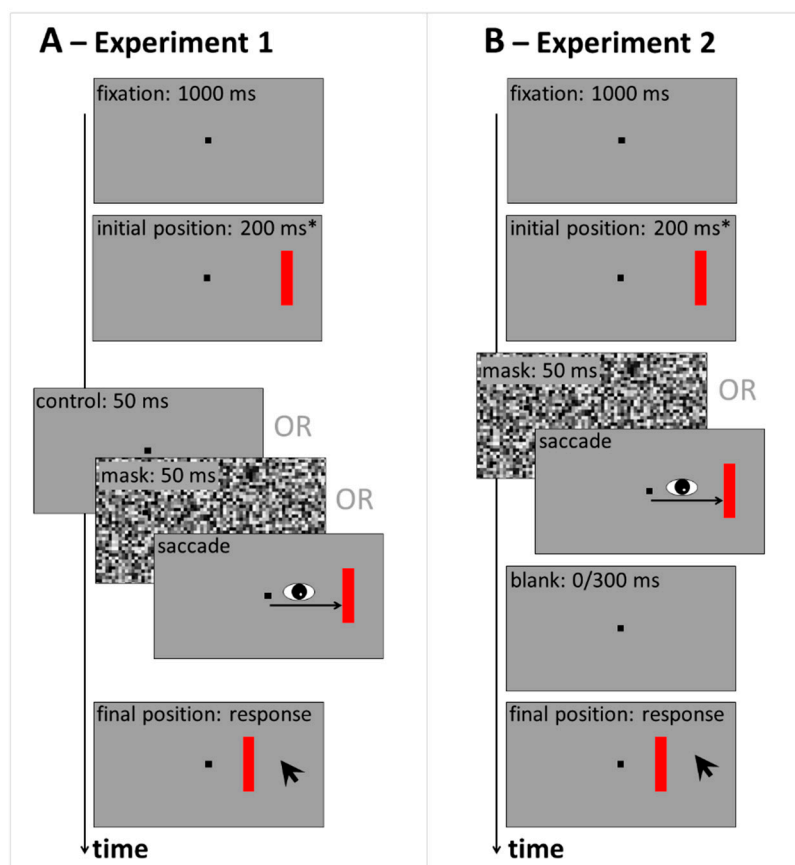 A – Experiment 1
fixation: 1000 ms
initial position: 200 ms*
control: 50 ms
OR
mask: 50 ms
OR
saccade
final position: response
time
B – Experiment 2
fixation: 1000 ms
initial position: 200 ms*
mask: 50 ms
OR
saccade
blank: 0/300 ms
final position: response
time